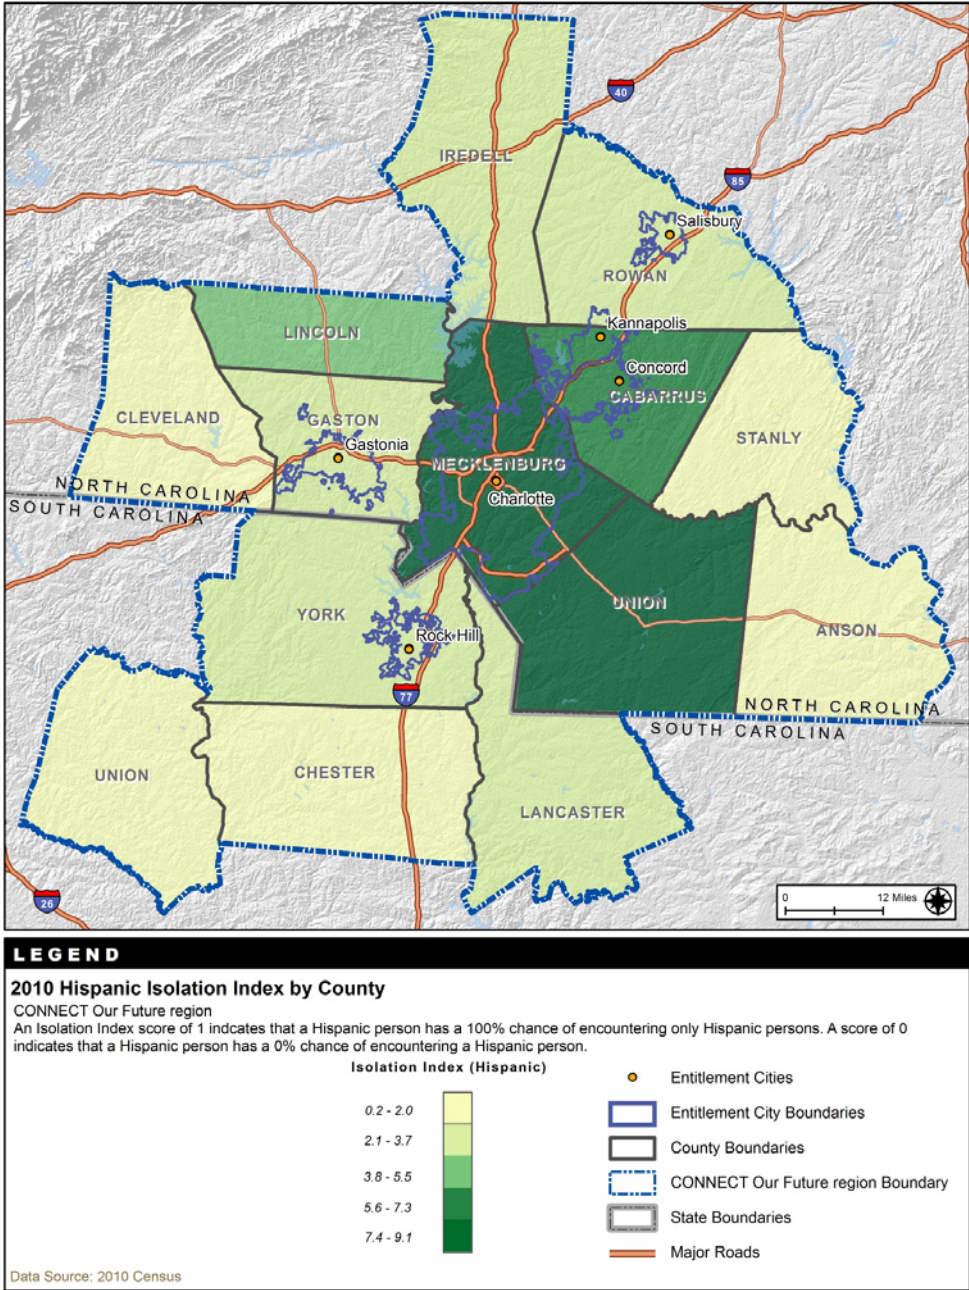 40
IREDELL
85
Salisbury
ROWAN
Kannapolis
LINCOLN
Concord
CABARRUS
CLEVELAND
GASTON
STANLY
Gastonia
MECKLENBURG
NORTH CAROLINA
Charlotte
SOUTH CAROLINA
UNION
YORK
ANSON
Rock Hill
77
NORTH CAROLINA
SOUTH CAROLINA
UNION
CHESTER
LANCASTER
26
0 12 Miles
LEGEND
2010 Hispanic Isolation Index by County
CONNECT Our Future region
An Isolation Index score of 1 indcates that a Hispanic person has a 100% chance of encountering only Hispanic persons. A score of 0
indicates that a Hispanic person has a 0% chance of encountering a Hispanic person.
Isolation Index (Hispanic)
0.2 - 2.0
2.1 - 3.7
3.8 - 5.5
5.6 - 7.3
7.4 - 9.1
Entitlement Cities
Entitlement City Boundaries
County Boundaries
CONNECT Our Future region Boundary
State Boundaries
Major Roads
Data Source: 2010 Census